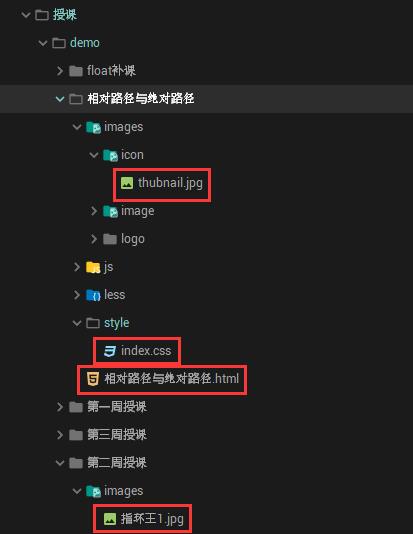 授课
demo
float补课
相对路径与绝对路径
images
icon
thubnail.jpg
image
logo
js
less
style
index.css
相对路径与绝对路径.html
第一周授课
第三周授课
第二周授课
images
指环王1.jpg